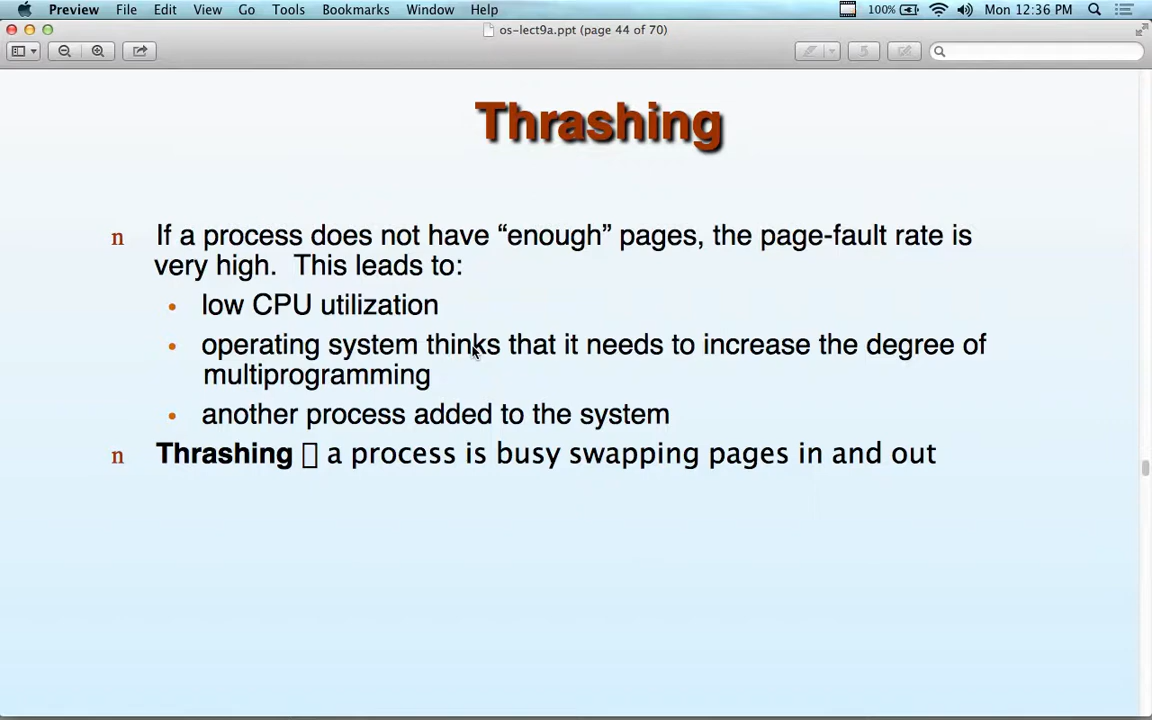 Preview File Edit View Go Tools Bookmarks Window Help 100% Mon 12:36 PM
os-lect9a.ppt (page 44 of 70)
5
Thrashing
n If a process does not have “enough” pages, the page-fault rate is
very high. This leads to:
• low CPU utilization
• operating system thinks that it needs to increase the degree of
multiprogramming
• another process added to the system
n Thrashing ▯ a process is busy swapping pages in and out